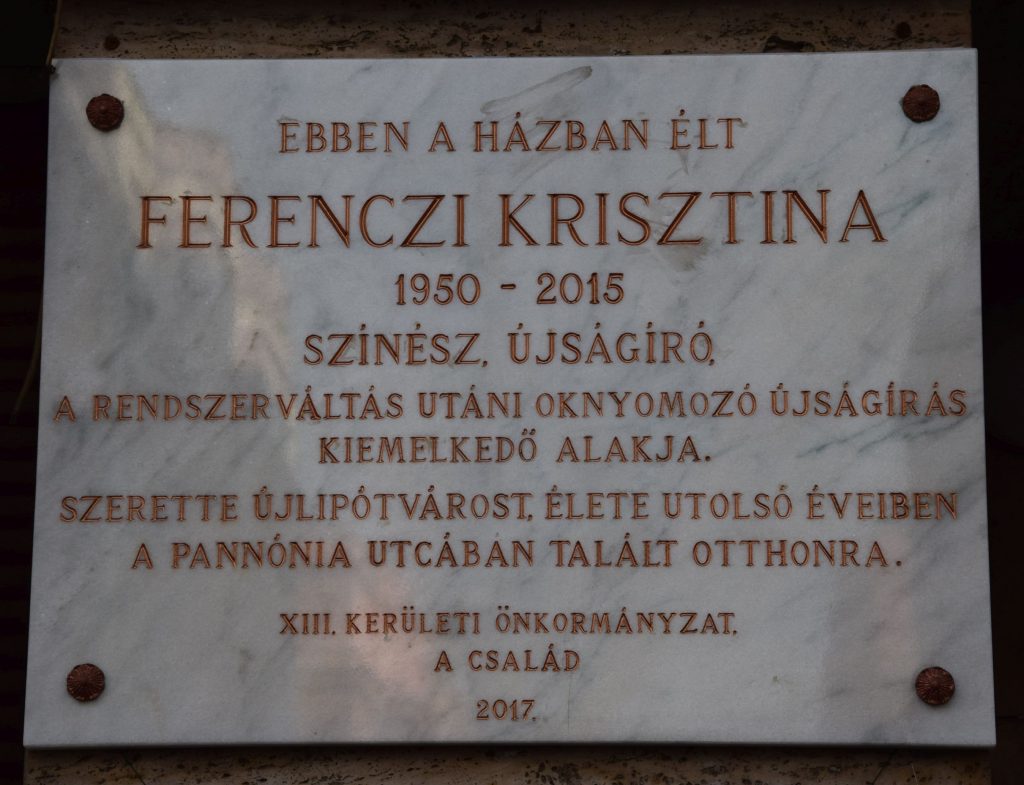 EBBEN A HÁZBAN ÉLT
FERENCZI KRISZTINA
1950 - 2015
SZÍNÉSZ, ÚJSÁGÍRÓ,
A RENDSZERVÁLTÁS UTÁNI OKNYOMOZÓ ÚJSÁGÍRÁS
KIEMELKEDŐ ALAKJA.
SZERETTE ÚJLIPÓTVÁROST, ÉLETE UTOLSÓ ÉVEIBEN
A PANNÓNIA UTCÁBAN TALÁLT OTTHONRA.
XIII. KERÜLETI ÖNKORMÁNYZAT,
A CSALÁD
2017.